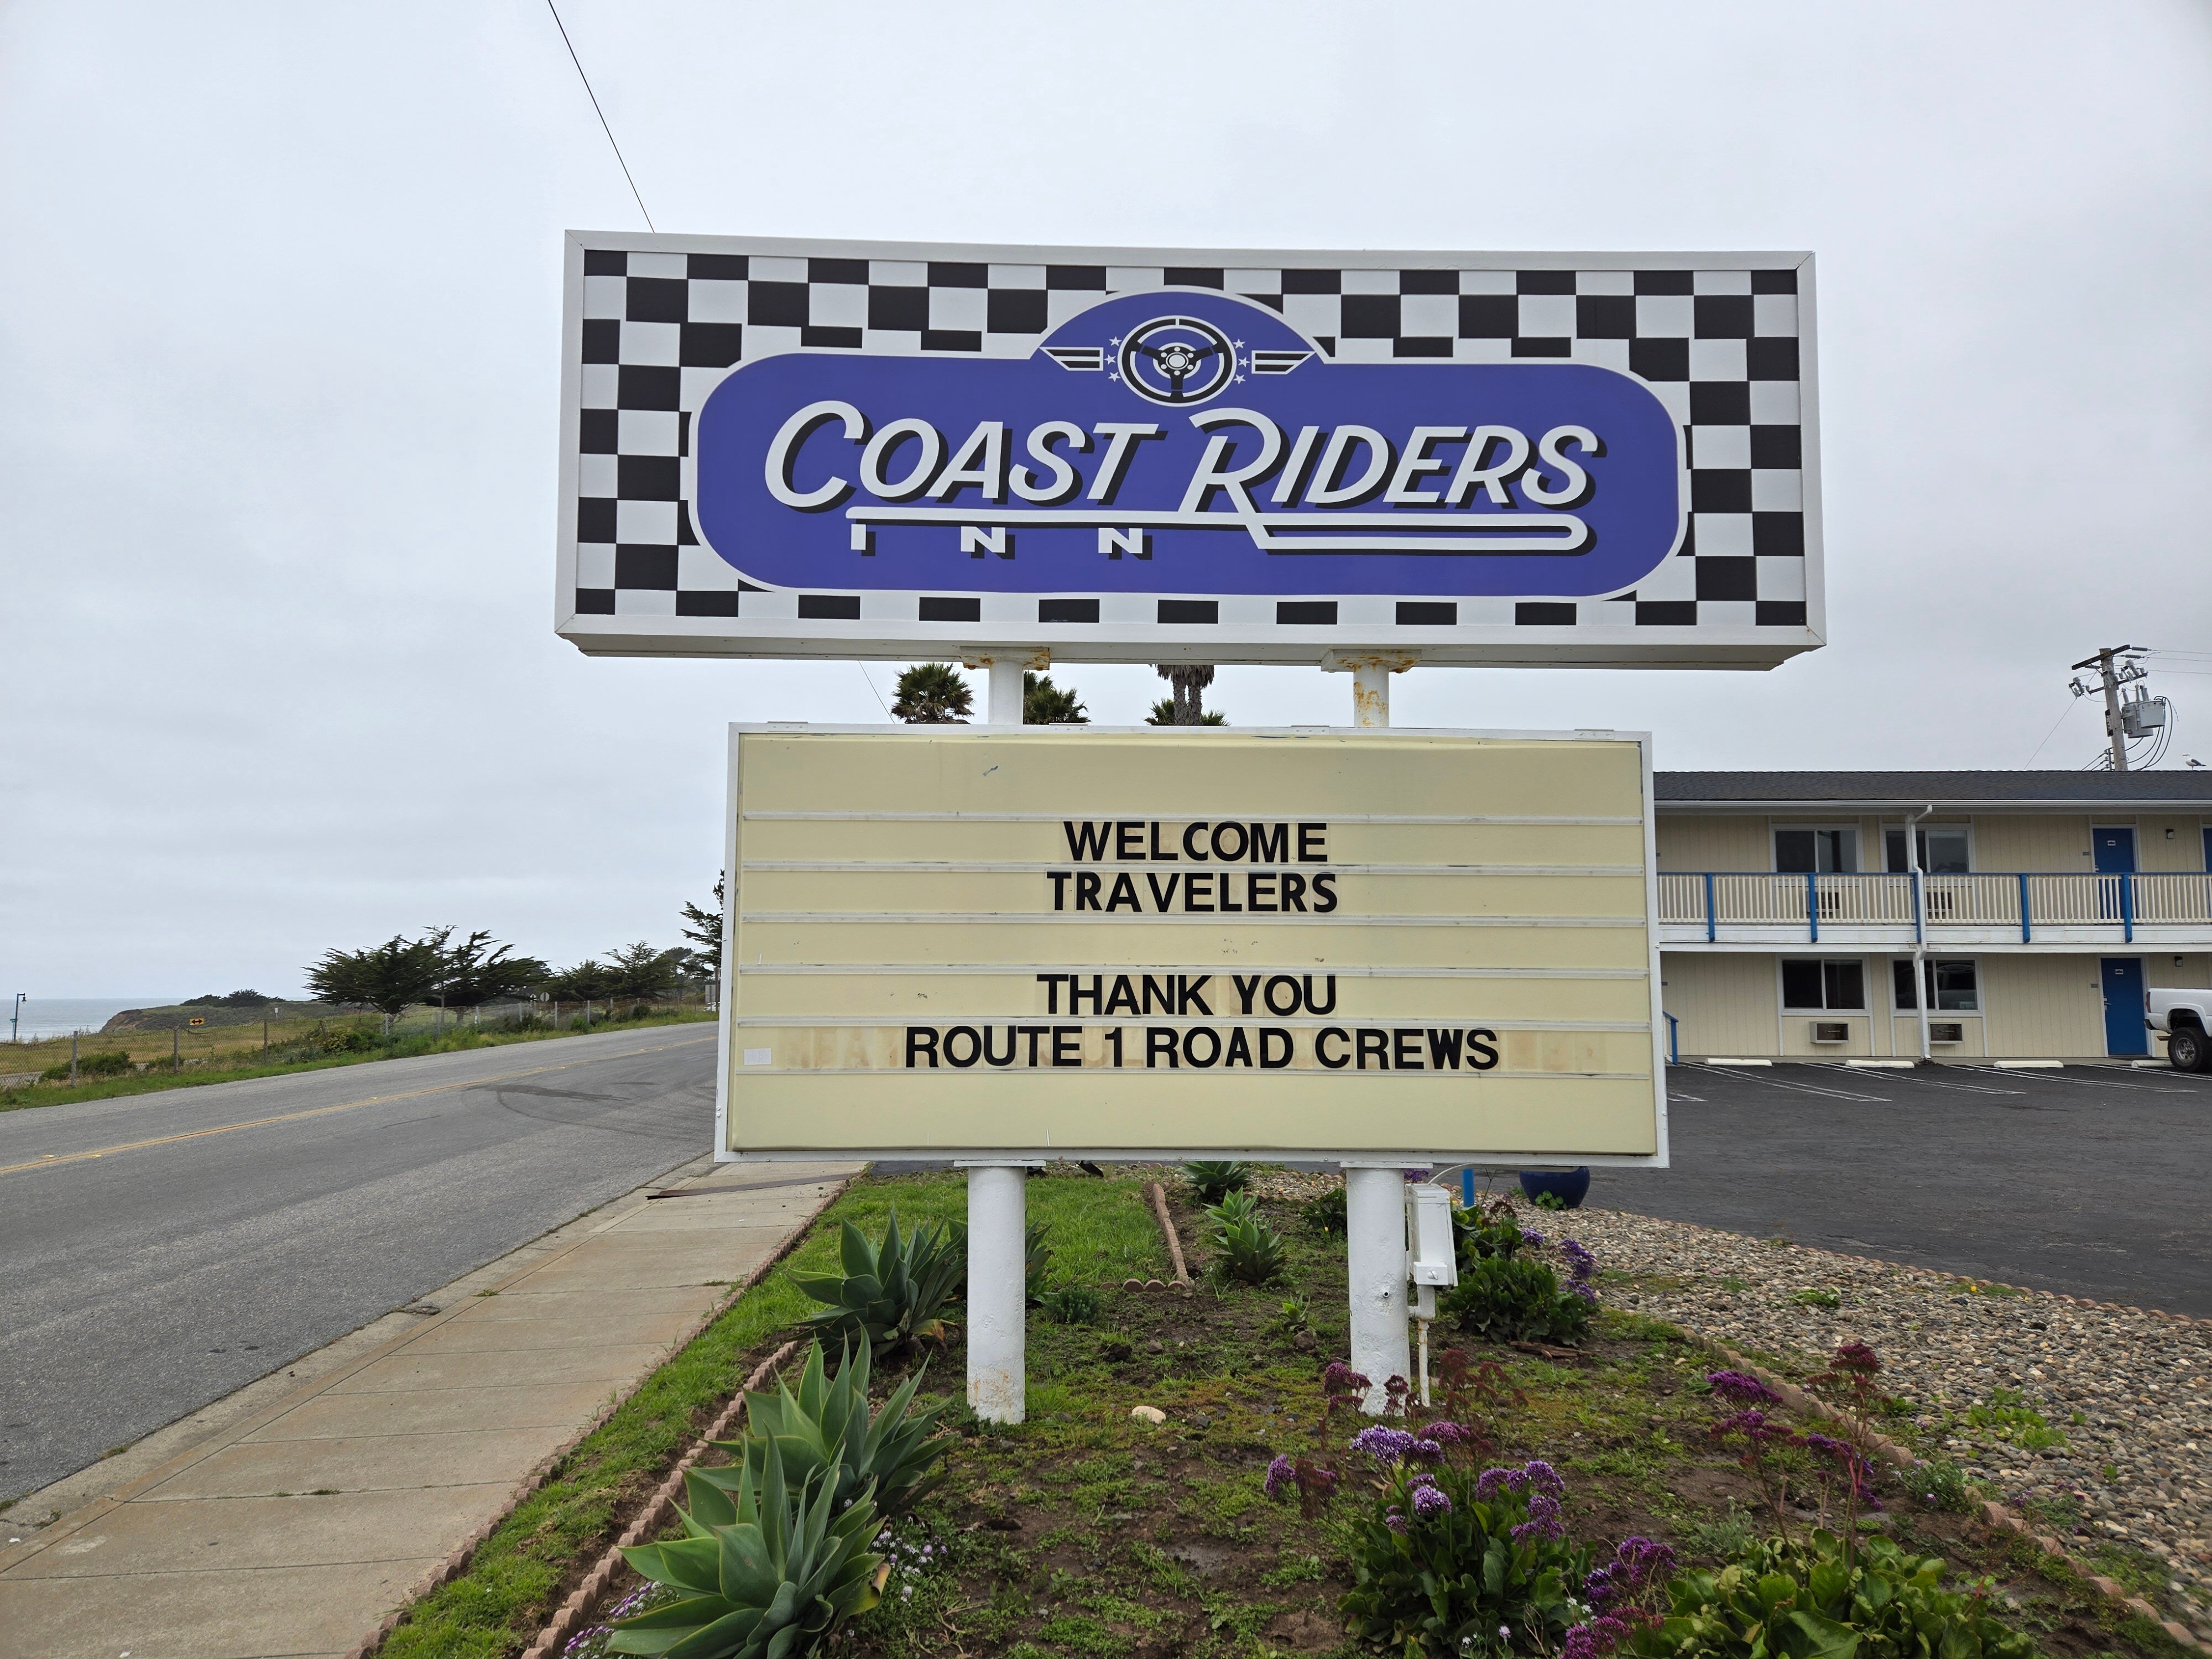 COAST RIDERS
INN
WELCOME
TRAVELERS
THANK YOU
ROUTE 1 ROAD CREWS